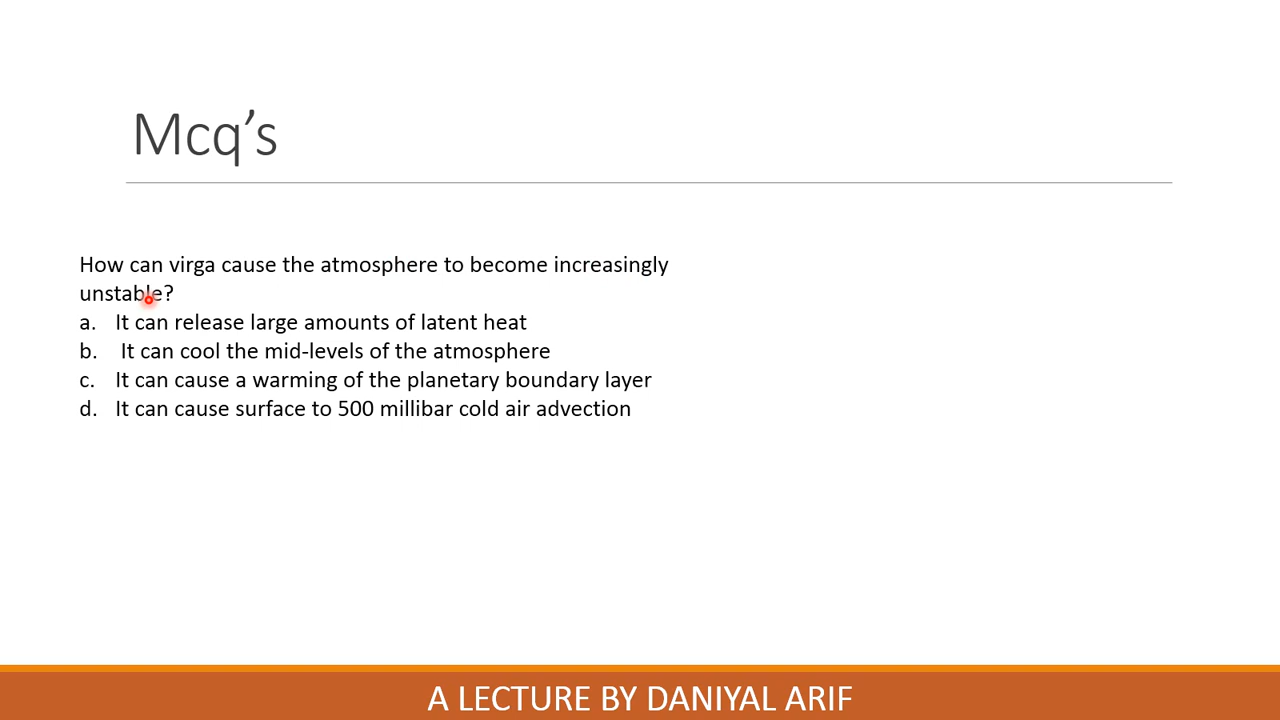 Mcq’s
How can virga cause the atmosphere to become increasingly
unstable?
a. It can release large amounts of latent heat
b. It can cool the mid-levels of the atmosphere
c. It can cause a warming of the planetary boundary layer
d. It can cause surface to 500 millibar cold air advection
A LECTURE BY DANIYAL ARIF